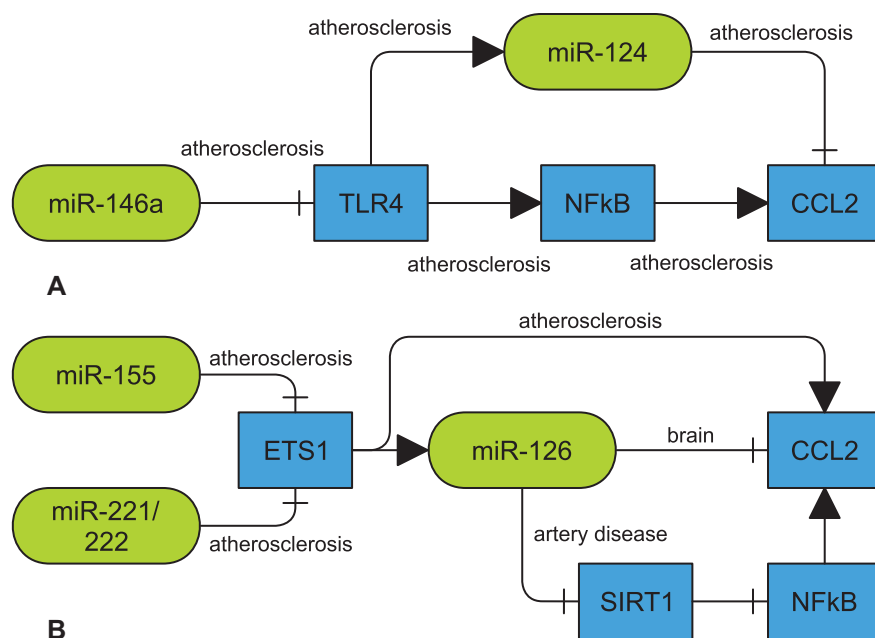 atherosclerosis
miR-124
atherosclerosis
atherosclerosis
miR-146a
TLR4
NFkB
CCL2
atherosclerosis
atherosclerosis
A
atherosclerosis
miR-155
atherosclerosis
ETS1
miR-126
brain
CCL2
miR-221/
222
atherosclerosis
artery disease
SIRT1
NFkB
B